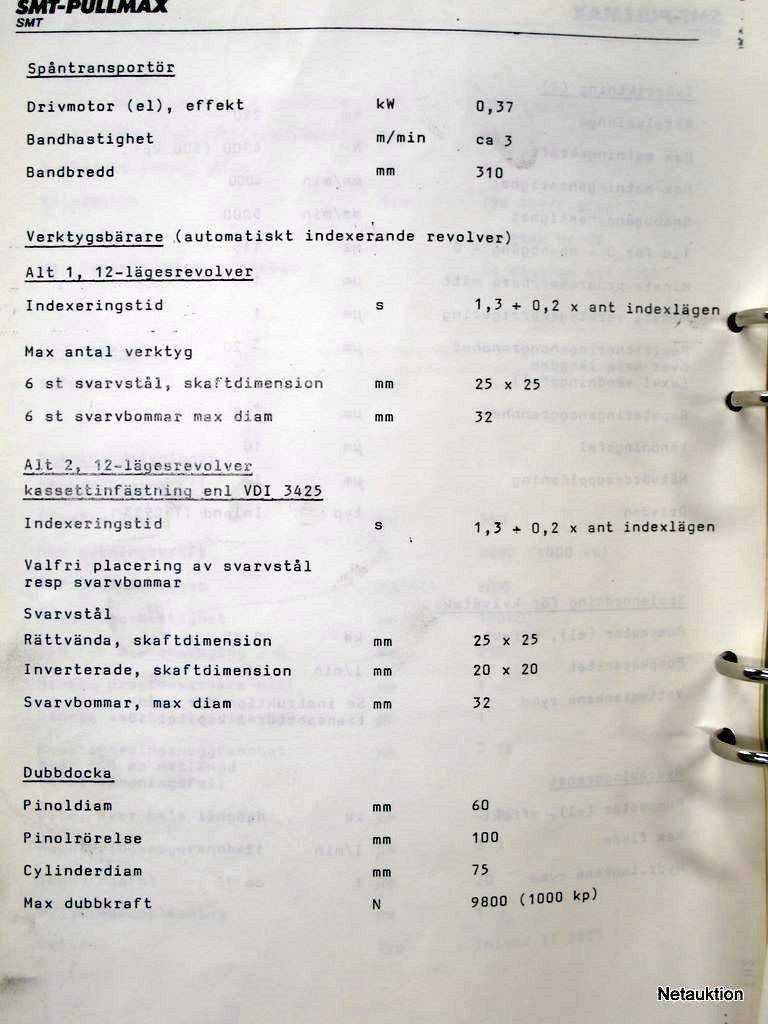 SMT-PULLMAX
SMT
Spåntransportör
Drivmotor (el), effekt kW 0,37
Bandhastighet m/min ca 3
Bandbredd mm 310
Verktygsbärare (automatiskt indexerande revolver)
Alt 1, 12-lägesrevolver
Indexeringstid s 1,3 + 0,2 x ant indexlägen
Max antal verktyg
6 st svarvstål, skaftdimension mm 25 x 25
6 st svarvbommar max diam mm 32
Alt 2, 12-lägesrevolver
kassettinfästning enl VDI 3425
Indexeringstid s 1,3 + 0,2 x ant indexlägen
Valfri placering av svarvstål
resp svarvbommar
Svarvstål
Rättvända, skaftdimension mm 25 x 25
Inverterade, skaftdimension mm 20 x 20
Svarvbommar, max diam mm 32
Dubbdocka
Pinoldiam mm 60
Pinolrörelse mm 100
Cylinderdiam mm 75
Max dubbkraft N 9800 (1000 kp)
Netauktion